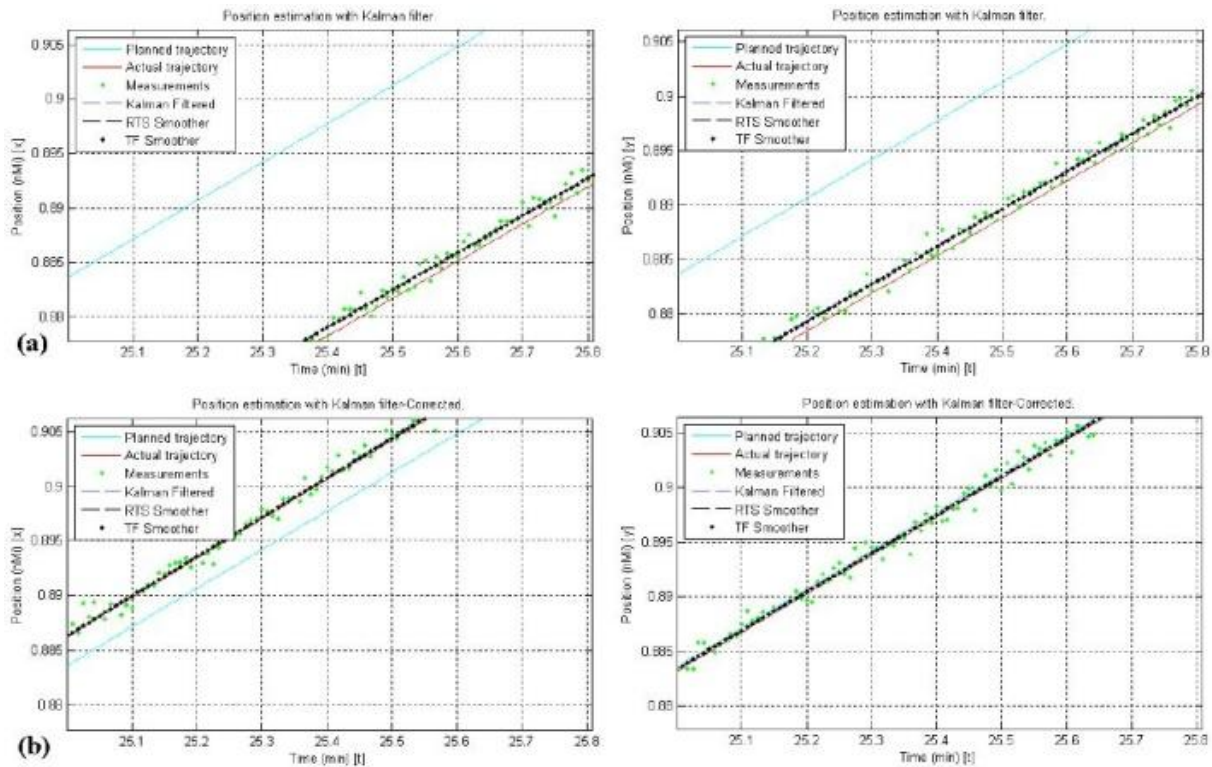 Position estimation with Kalman filter.
0.905
0.9
0.895
0.89
0.885
0.88
Position (nMi) [x]
Planned trajectory
Actual trajectory
Measurements
Kalman Filtered
RTS Smoother
TF Smoother
25.1 25.2 25.3 25.4 25.5 25.6 25.7 25.8
Time (min) [t]
Position estimation with Kalman filter.
0.905
0.9
0.895
0.89
0.885
0.88
Position (nMi) [y]
Planned trajectory
Actual trajectory
Measurements
Kalman Filtered
RTS Smoother
TF Smoother
25.1 25.2 25.3 25.4 25.5 25.6 25.7 25.8
Time (min) [t]
(a)
Position estimation with Kalman filter-Corrected.
0.905
0.9
0.895
0.89
0.885
0.88
Position (nMi) [x]
Planned trajectory
Actual trajectory
Measurements
Kalman Filtered
RTS Smoother
TF Smoother
25.1 25.2 25.3 25.4 25.5 25.6 25.7 25.8
Time (min) [t]
Position estimation with Kalman filter-Corrected.
0.905
0.9
0.895
0.89
0.885
0.88
Position (nMi) [y]
Planned trajectory
Actual trajectory
Measurements
Kalman Filtered
RTS Smoother
TF Smoother
25.1 25.2 25.3 25.4 25.5 25.6 25.7 25.8
Time (min) [t]
(b)